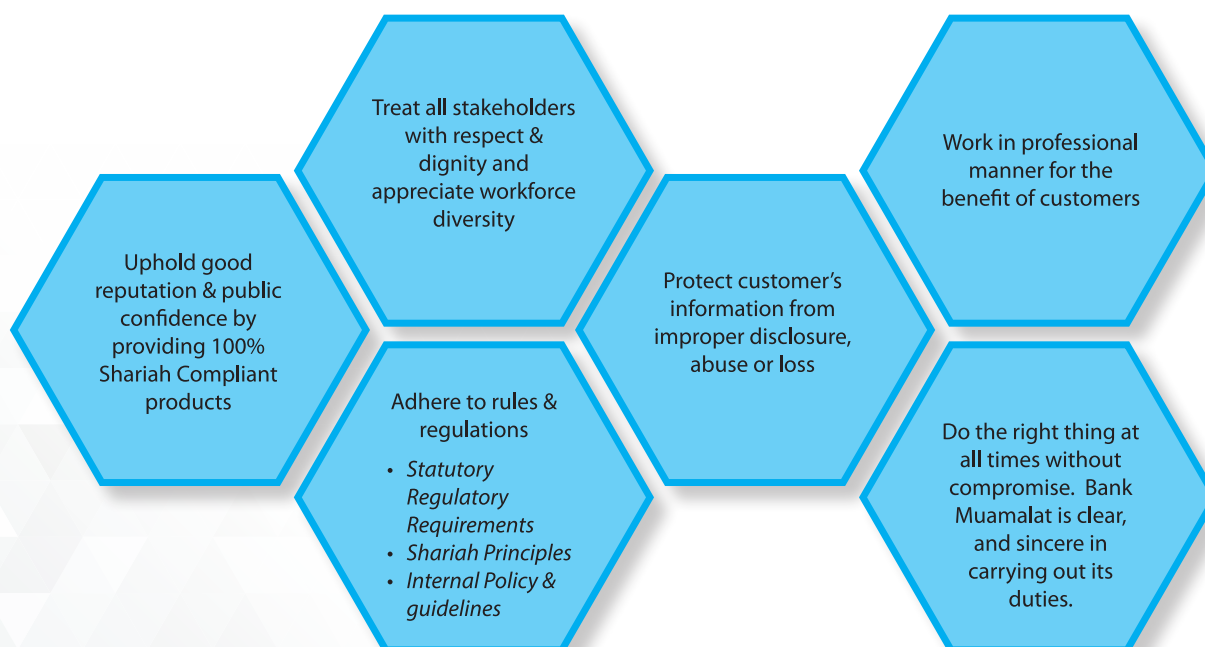 Treat all stakeholders
with respect &
dignity and
appreciate workforce
diversity
Work in professional
manner for the
benefit of customers
Uphold good
reputation & public
confidence by
providing 100%
Shariah Compliant
products
Protect customer’s
information from
improper disclosure,
abuse or loss
Adhere to rules &
regulations
• Statutory
Regulatory
Requirements
• Shariah Principles
• Internal Policy &
guidelines
Do the right thing at
all times without
compromise.  Bank
Muamalat is clear,
and sincere in
carrying out its
duties.